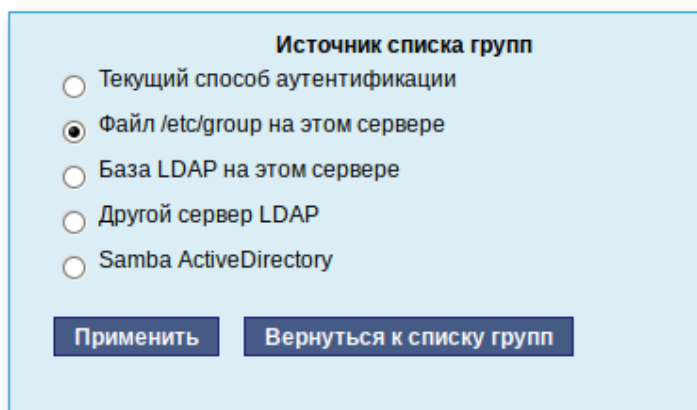 Источник списка групп
Текущий способ аутентификации
Файл /etc/group на этом сервере
База LDAP на этом сервере
Другой сервер LDAP
Samba ActiveDirectory
Применить Вернуться к списку групп